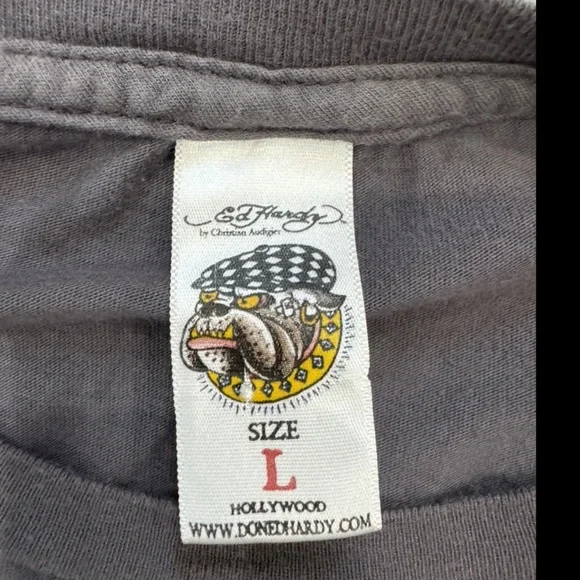 Ed Hardy
by Christian Audigier
SIZE
L
HOLLYWOOD
WWW.DONEDHARDY.COM